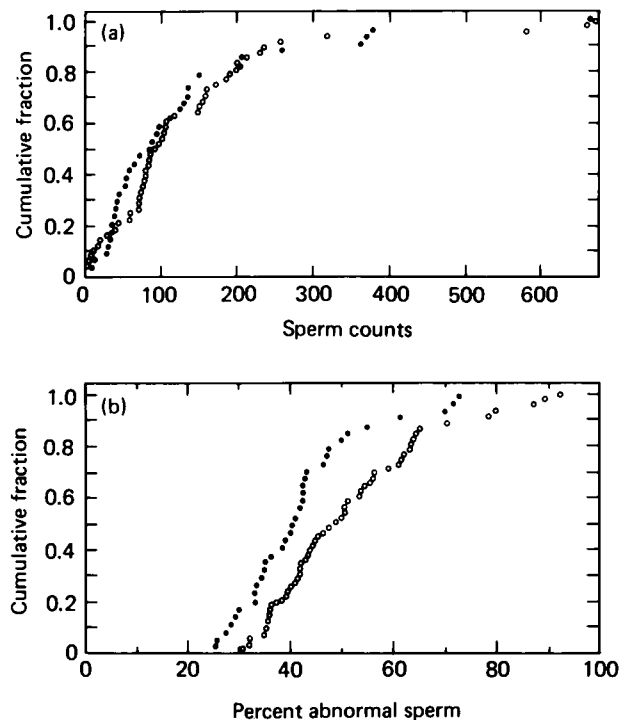 (a)
1.0
0.8
0.6
0.4
0.2
0
Cumulative fraction
0 100 200 300 400 500 600
Sperm counts
(b)
1.0
0.8
0.6
0.4
0.2
0
Cumulative fraction
0 20 40 60 80 100
Percent abnormal sperm